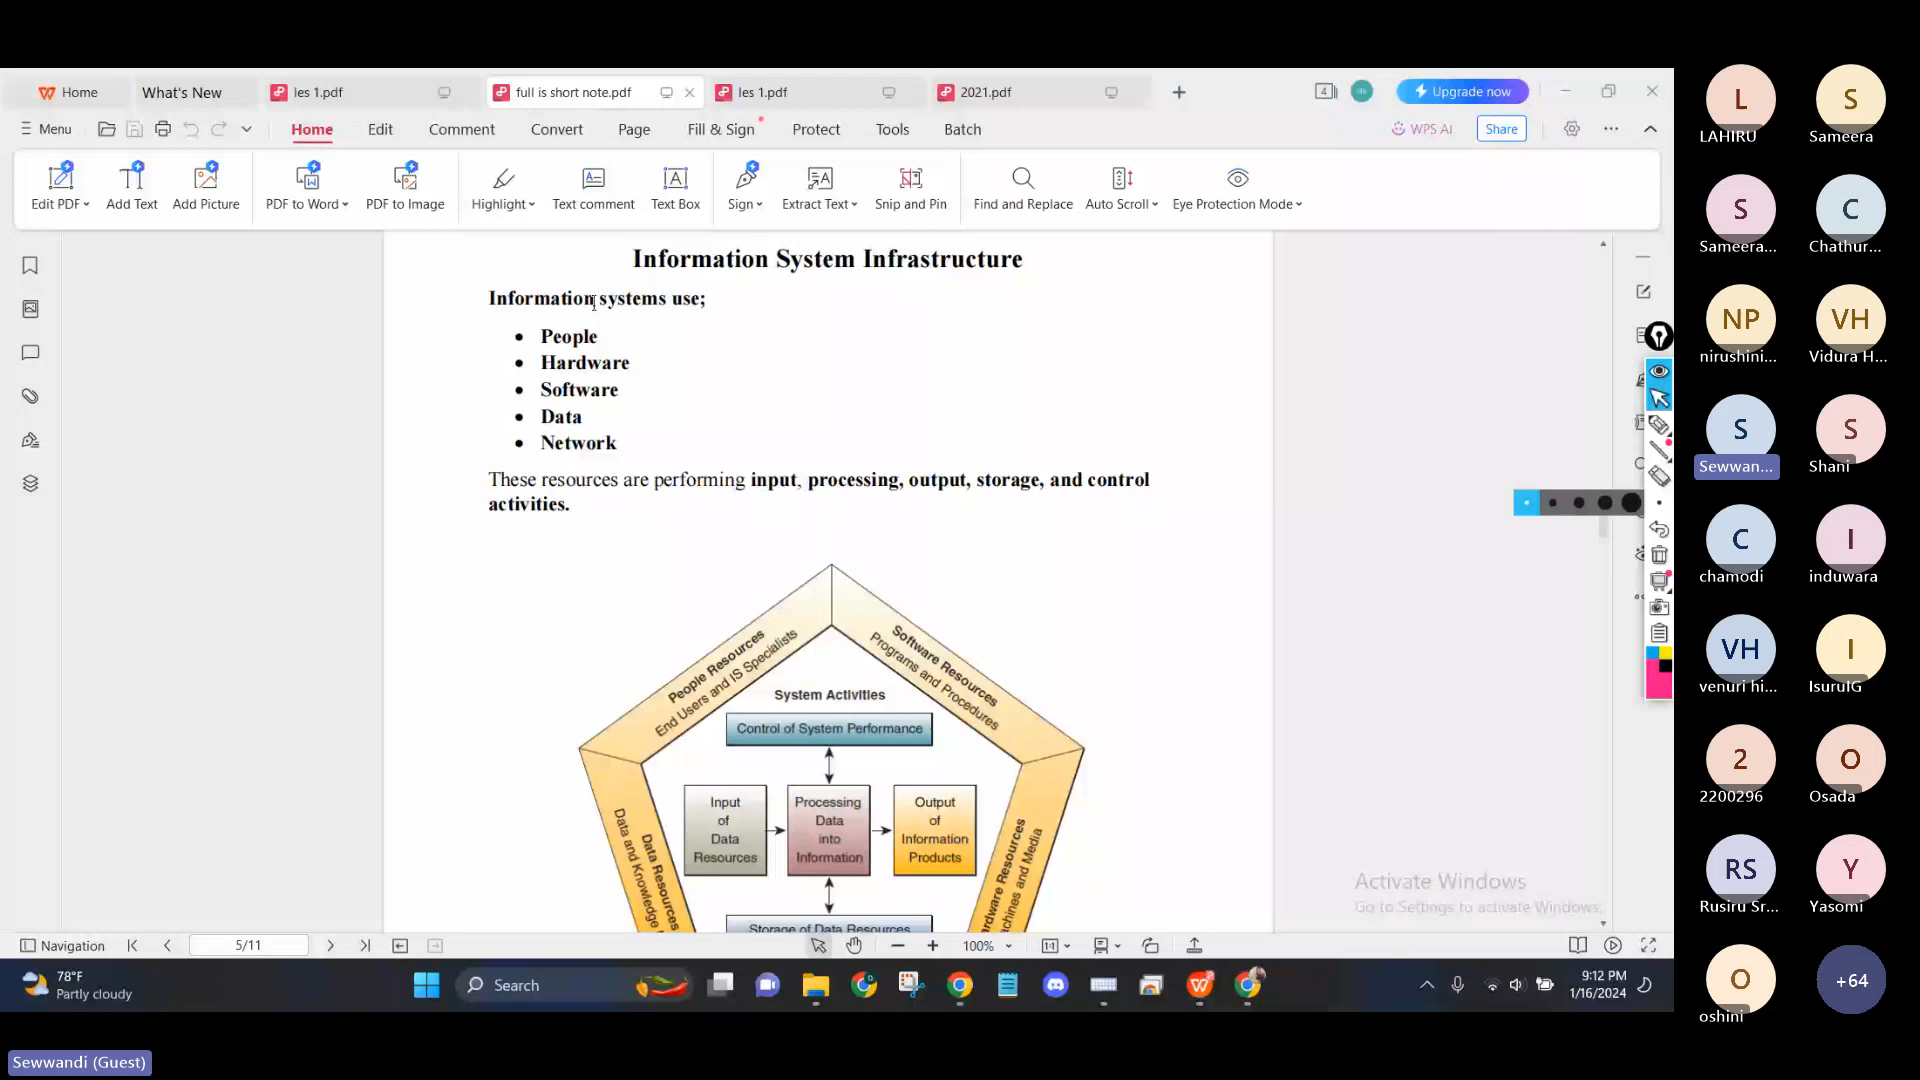 Home
What's New
les 1.pdf
full is short note.pdf
les 1.pdf
2021.pdf
4
Upgrade now
Menu
Home
Edit
Comment
Convert
Page
Fill & Sign
Protect
Tools
Batch
WPS AI
Share
Edit PDF
Add Text
Add Picture
PDF to Word
PDF to Image
Highlight
Text comment
Text Box
Sign
Extract Text
Snip and Pin
Find and Replace
Auto Scroll
Eye Protection Mode
Information System Infrastructure
Information systems use;
• People
• Hardware
• Software
• Data
• Network
These resources are performing input, processing, output, storage, and control
activities.
People Resources
End Users and IS Specialists
Software Resources
Programs and Procedures
System Activities
Control of System Performance
Input
of
Data
Resources
Processing
Data
into
Information
Output
of
Information
Products
Data Resources
Data and Knowledge
Hardware Resources
Storage of Data Resources
Activate Windows
Go to Settings to activate Windows.
Navigation
5/11
100%
78°F
Partly cloudy
Search
9:12 PM
1/16/2024
L
LAHIRU
S
Sameera
S
Sameera...
C
Chathur...
NP
nirushini...
VH
Vidura H...
S
Sewwan...
S
Shani
C
chamodi
I
induwara
VH
venuri hi...
I
IsuruIG
2
2200296
O
Osada
RS
Rusiru Sr...
Y
Yasomi
O
oshini
+64
Sewwandi (Guest)